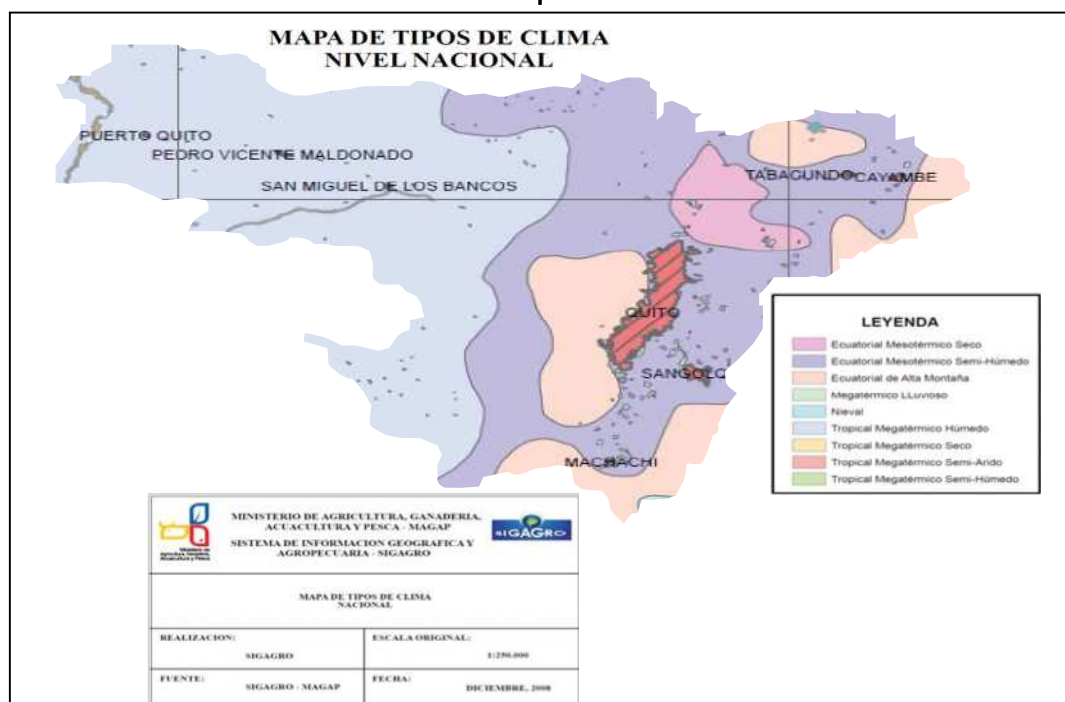 MAPA DE TIPOS DE CLIMA
NIVEL NACIONAL
PUERTO QUITO
PEDRO VICENTE MALDONADO
SAN MIGUEL DE LOS BANCOS
TABACUNDO
CAYAMBE
QUITO
SANGOLQ
MACHACHI
LEYENDA
Ecuatorial Mesotérmico Seco
Ecuatorial Mesotérmico Semi-Húmedo
Ecuatorial de Alta Montaña
Megatérmico LLuvioso
Nieval
Tropical Megatérmico Húmedo
Tropical Megatérmico Seco
Tropical Megatérmico Semi-Arido
Tropical Megatérmico Semi-Húmedo
MINISTERIO DE AGRICULTURA, GANADERIA,
ACUACULTURA Y PESCA - MAGAP
SISTEMA DE INFORMACION GEOGRAFICA Y
AGROPECUARIA - SIGAGRO
SIGAGRO
MAPA DE TIPOS DE CLIMA
NACIONAL
REALIZACION:
SIGAGRO
ESCALA ORIGINAL:
1:250.000
FUENTE:
SIGAGRO - MAGAP
FECHA:
DICIEMBRE, 2008